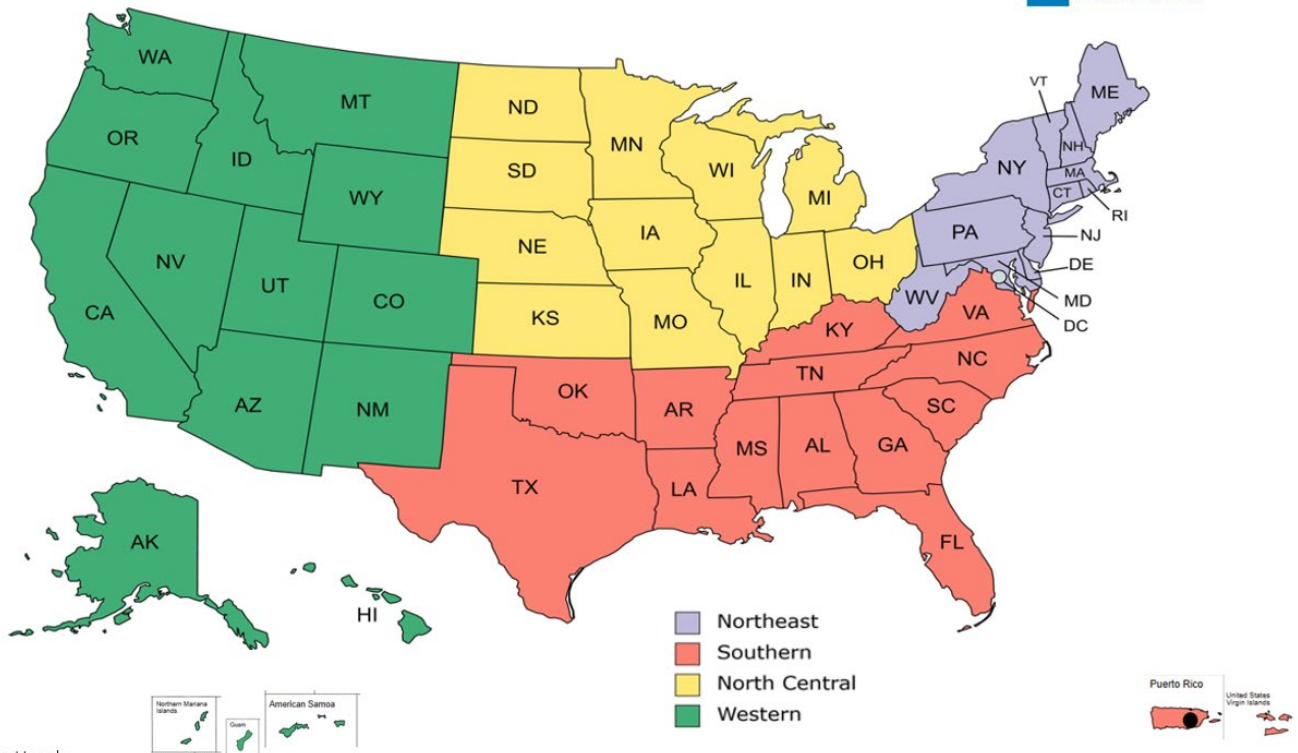 WA
MT
ND
MN
VT
ME
OR
ID
SD
WI
NH
NY
MA
WY
MI
CT
RI
NE
IA
PA
NJ
NV
UT
IL
IN
OH
DE
CO
WV
MD
CA
KS
MO
KY
VA
DC
NC
TN
OK
AZ
NM
AR
SC
MS
AL
GA
TX
LA
AK
FL
HI
Northeast
Southern
North Central
Western
Northern Mariana
Islands
Guam
American Samoa
Puerto Rico
United States
Virgin Islands